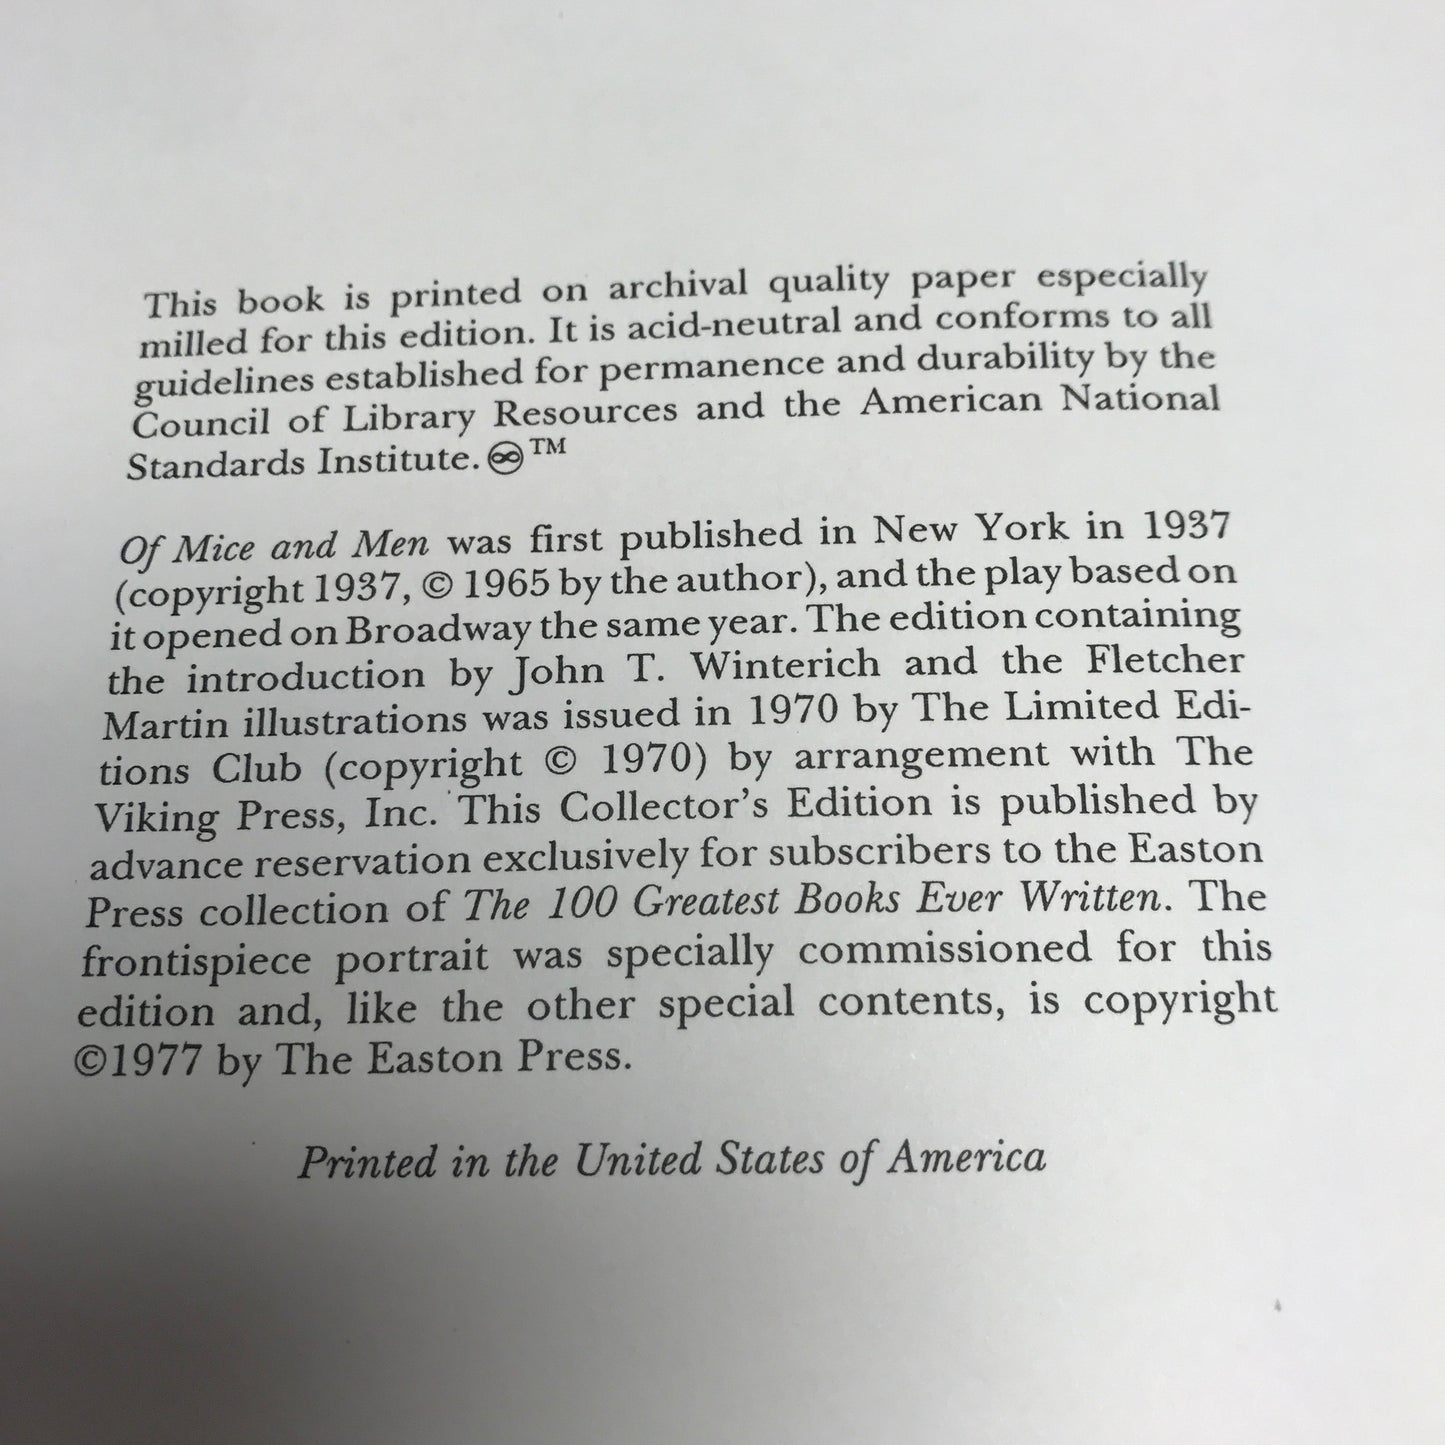 This book is printed on archival quality paper especially
milled for this edition. It is acid-neutral and conforms to all
guidelines established for permanence and durability by the
Council of Library Resources and the American National
Standards Institute. ♾™
Of Mice and Men was first published in New York in 1937
(copyright 1937, © 1965 by the author), and the play based on
it opened on Broadway the same year. The edition containing
the introduction by John T. Winterich and the Fletcher
Martin illustrations was issued in 1970 by The Limited Edi-
tions Club (copyright © 1970) by arrangement with The
Viking Press, Inc. This Collector's Edition is published by
advance reservation exclusively for subscribers to the Easton
Press collection of The 100 Greatest Books Ever Written. The
frontispiece portrait was specially commissioned for this
edition and, like the other special contents, is copyright
©1977 by The Easton Press.
Printed in the United States of America